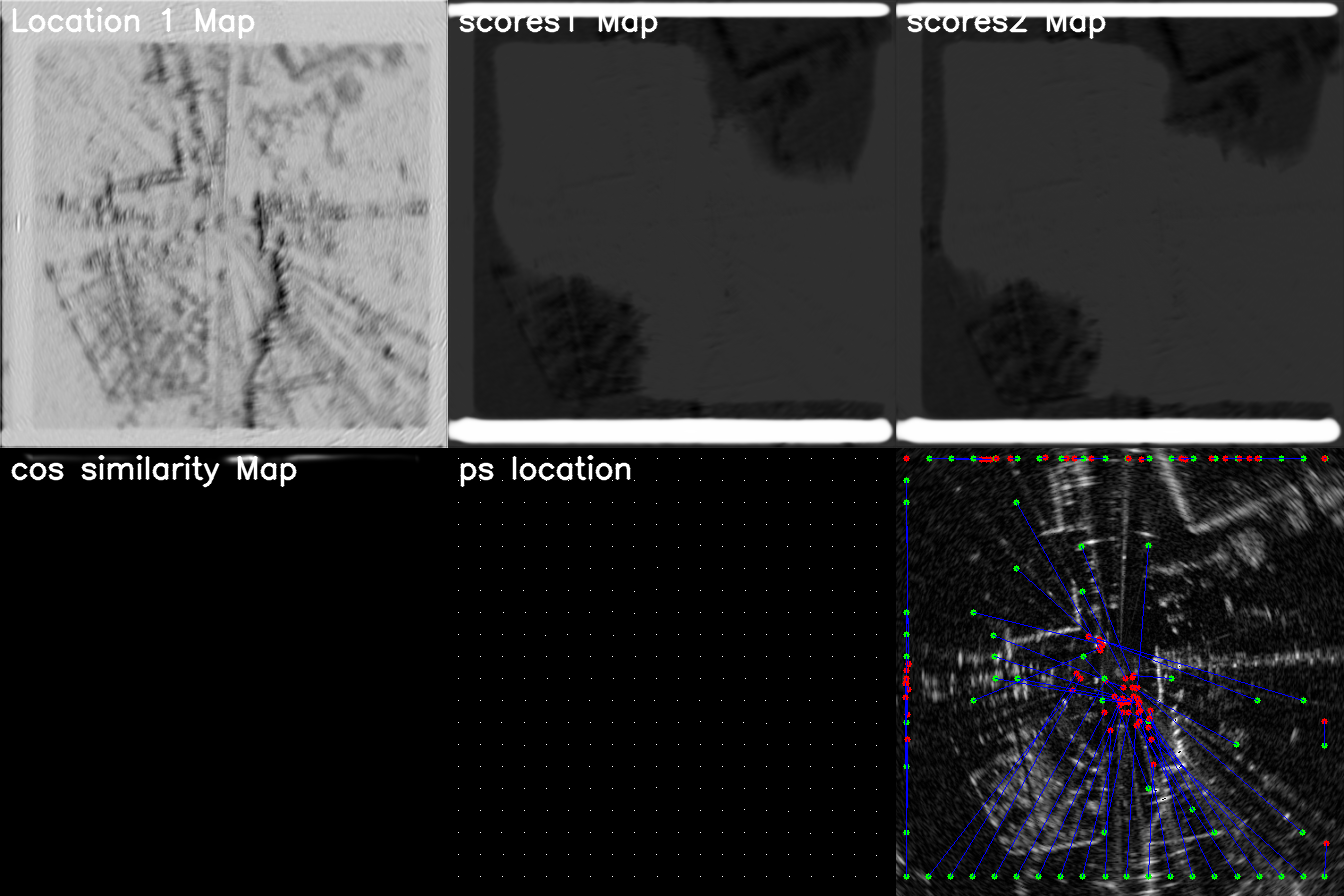 Location 1 Map
scores1 Map
scores2 Map
cos similarity Map
ps location